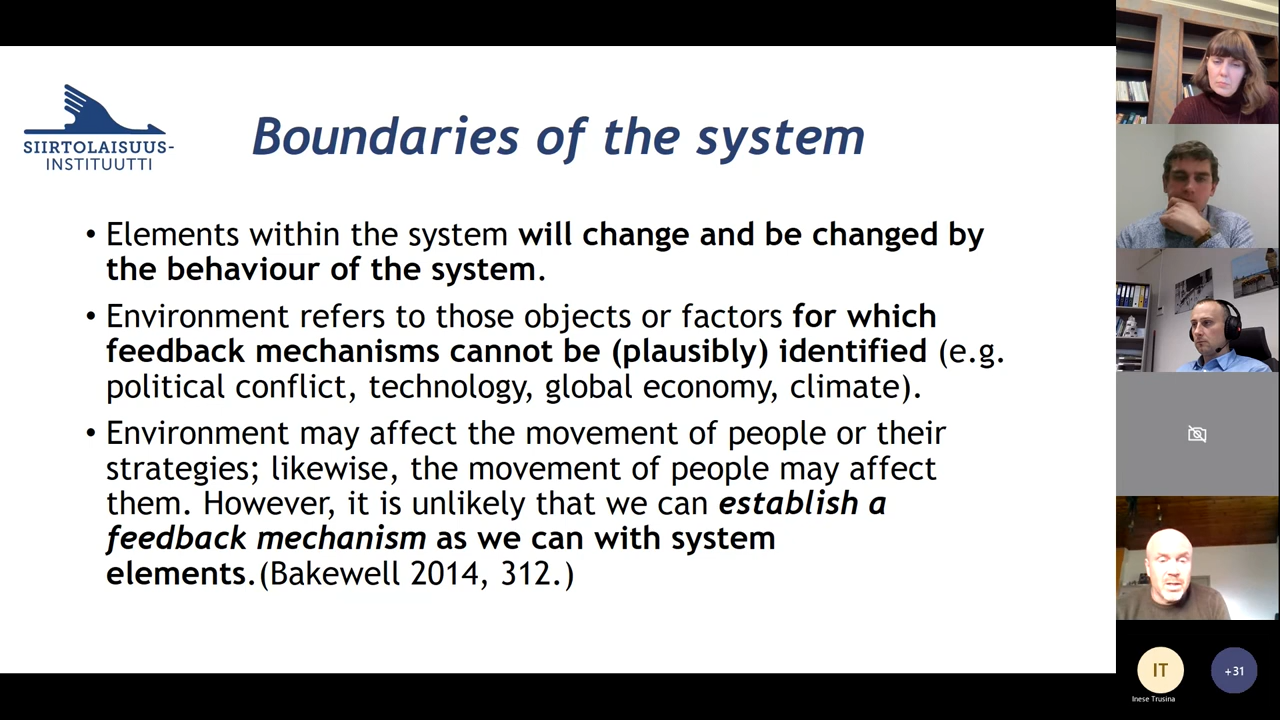 SIIRTOLAISUUS-
INSTITUUTTI
Boundaries of the system
• Elements within the system will change and be changed by
the behaviour of the system.
• Environment refers to those objects or factors for which
feedback mechanisms cannot be (plausibly) identified (e.g.
political conflict, technology, global economy, climate).
• Environment may affect the movement of people or their
strategies; likewise, the movement of people may affect
them. However, it is unlikely that we can establish a
feedback mechanism as we can with system
elements.(Bakewell 2014, 312.)
IT
+31
Inese Trusina